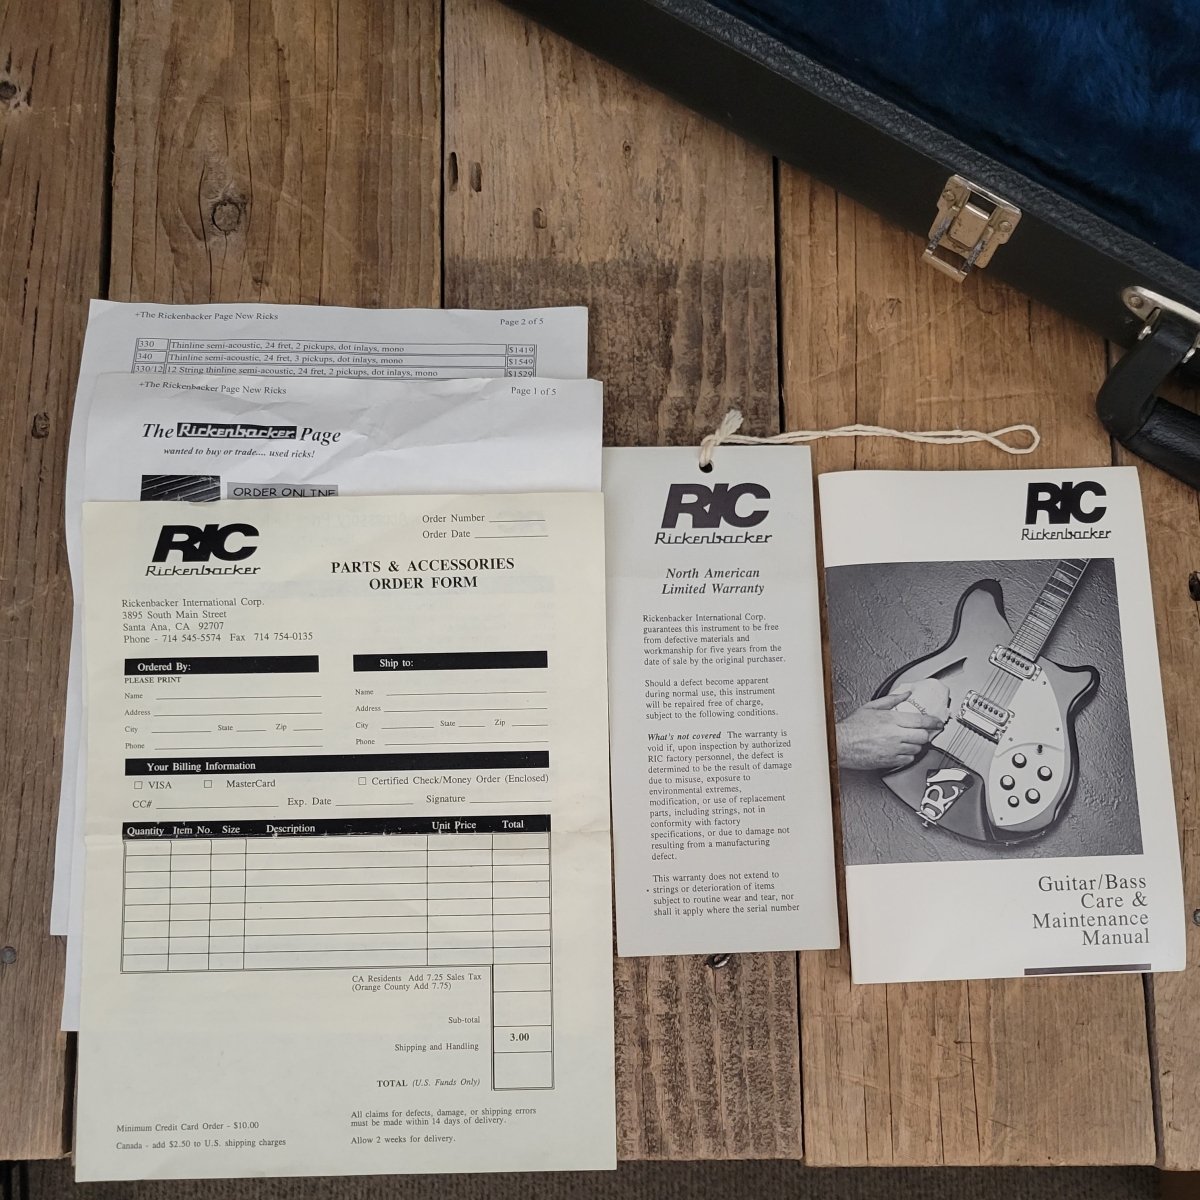 +The Rickenbacker Page New Ricks
Page 2 of 5
330 Thinline semi-acoustic, 24 fret, 2 pickups, dot inlays, mono $1419
340 Thinline semi-acoustic, 24 fret, 3 pickups, dot inlays, mono $1549
330/12 12 String thinline semi-acoustic, 24 fret, 2 pickups, dot inlays, mono $1529
+The Rickenbacker Page New Ricks
Page 1 of 5
The Rickenbacker Page
wanted to buy or trade.... used ricks!
ORDER ONLINE
RIC
Rickenbacker
Order Number
Order Date
PARTS & ACCESSORIES
ORDER FORM
Rickenbacker International Corp.
3895 South Main Street
Santa Ana, CA 92707
Phone - 714 545-5574 Fax 714 754-0135
Ordered By:
PLEASE PRINT
Name
Address
City State Zip
Phone
Ship to:
Name
Address
City State Zip
Phone
Your Billing Information
VISA MasterCard Certified Check/Money Order (Enclosed)
CC# Exp. Date Signature
Quantity Item No. Size Description Unit Price Total
CA Residents Add 7.25 Sales Tax
(Orange County Add 7.75)
Sub-total
Shipping and Handling 3.00
TOTAL (U.S. Funds Only)
Minimum Credit Card Order - $10.00
Canada - add $2.50 to U.S. shipping charges
All claims for defects, damage, or shipping errors
must be made within 14 days of delivery.
Allow 2 weeks for delivery.
RIC
Rickenbacker
North American
Limited Warranty
Rickenbacker International Corp.
guarantees this instrument to be free
from defective materials and
workmanship for five years from the
date of sale by the original purchaser.
Should a defect become apparent
during normal use, this instrument
will be repaired free of charge,
subject to the following conditions.
What's not covered The warranty is
void if, upon inspection by authorized
RIC factory personnel, the defect is
determined to be the result of damage
due to misuse, exposure to
environmental extremes,
modification, or use of replacement
parts, including strings, not in
conformity with factory
specifications, or due to damage not
resulting from a manufacturing
defect.
This warranty does not extend to
strings or deterioration of items
subject to routine wear and tear, nor
shall it apply where the serial number
RIC
Rickenbacker
Guitar/Bass
Care &
Maintenance
Manual